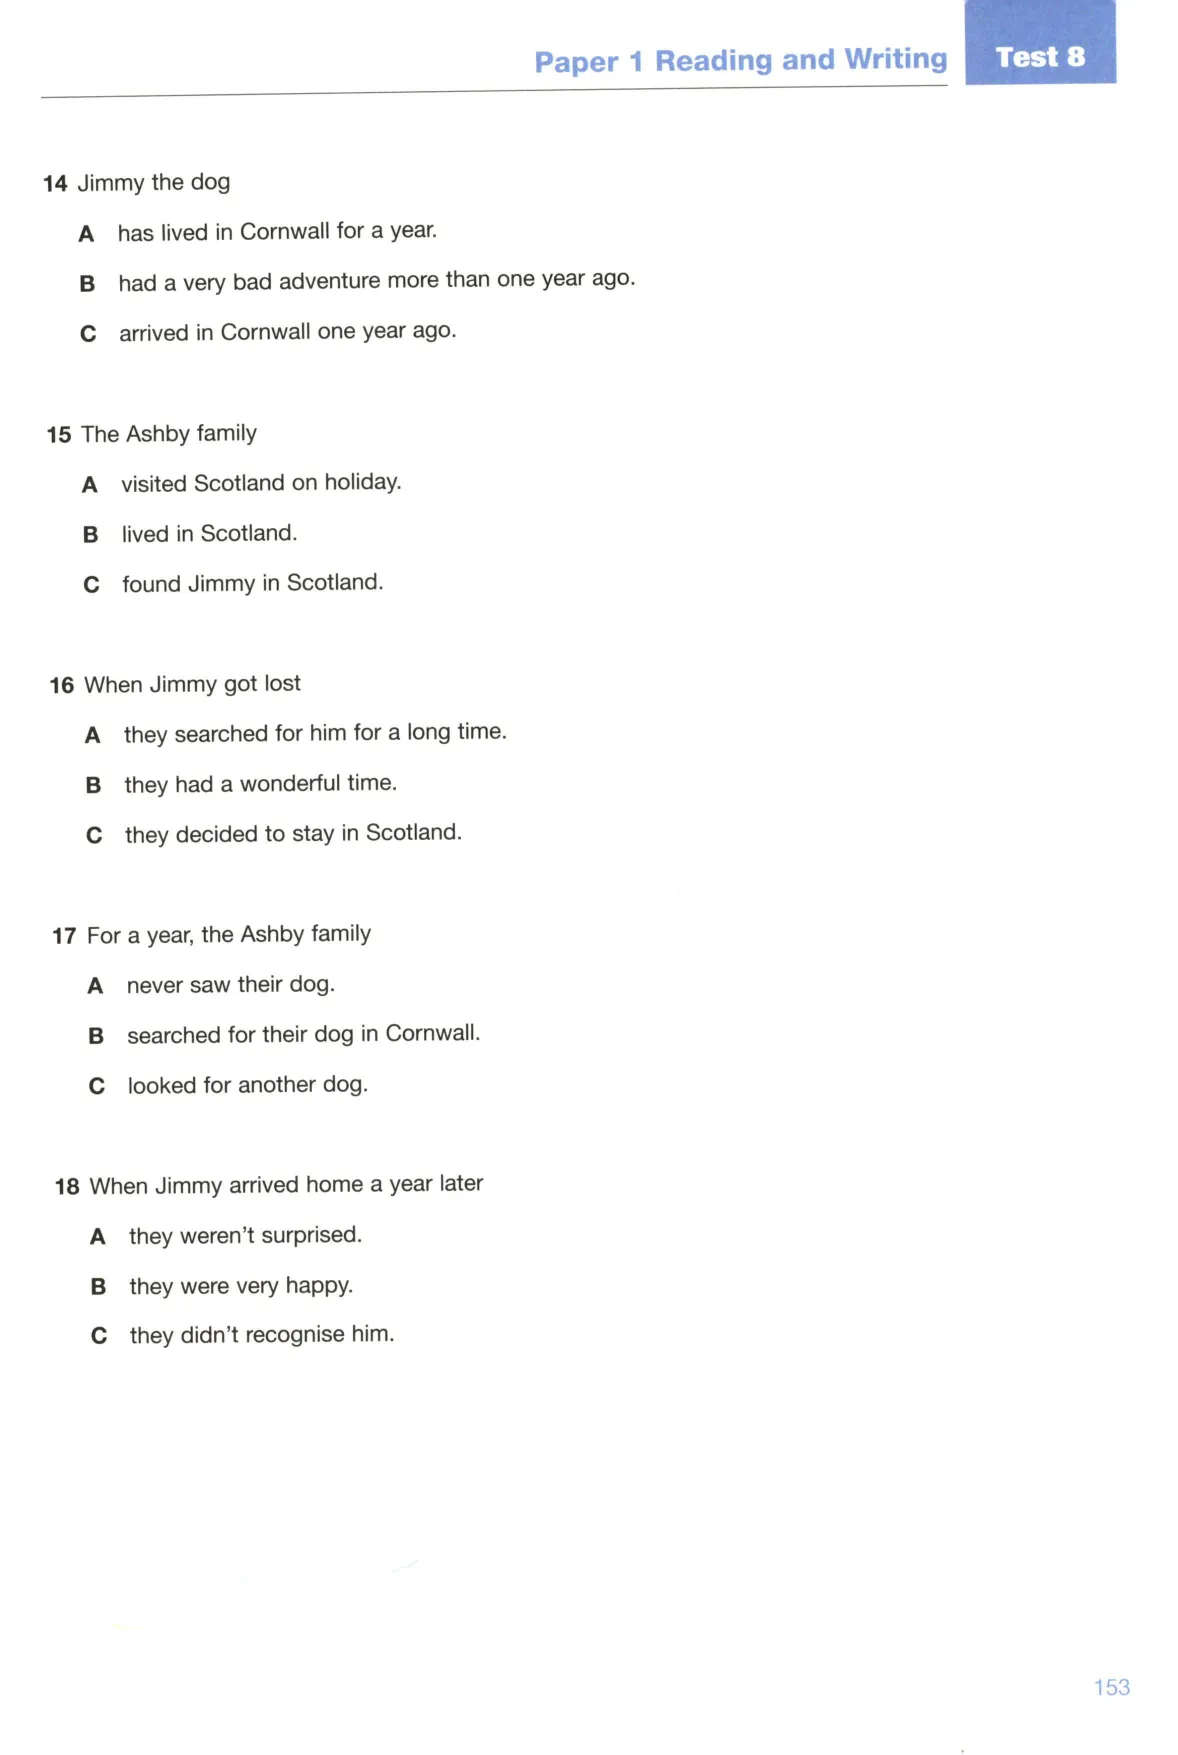 Paper 1 Reading and Writing Test 8
14 Jimmy the dog
A has lived in Cornwall for a year.
B had a very bad adventure more than one year ago.
C arrived in Cornwall one year ago.
15 The Ashby family
A visited Scotland on holiday.
B lived in Scotland.
C found Jimmy in Scotland.
16 When Jimmy got lost
A they searched for him for a long time.
B they had a wonderful time.
C they decided to stay in Scotland.
17 For a year, the Ashby family
A never saw their dog.
B searched for their dog in Cornwall.
C looked for another dog.
18 When Jimmy arrived home a year later
A they weren't surprised.
B they were very happy.
C they didn't recognise him.
153